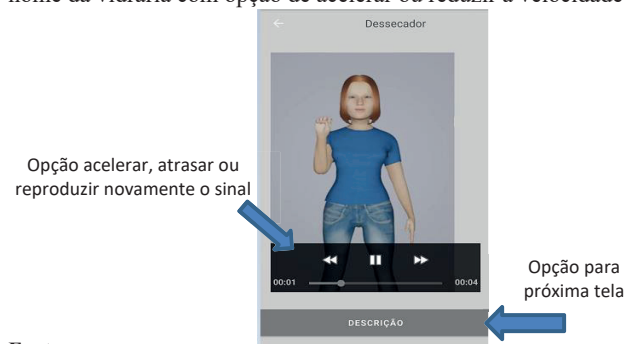 nome da vidraria com opção de acelerar ou reduzir a velocidade
Dessecador
Opção acelerar, atrasar ou
reproduzir novamente o sinal
00:01
00:04
Opção para
próxima tela
DESCRIÇÃO